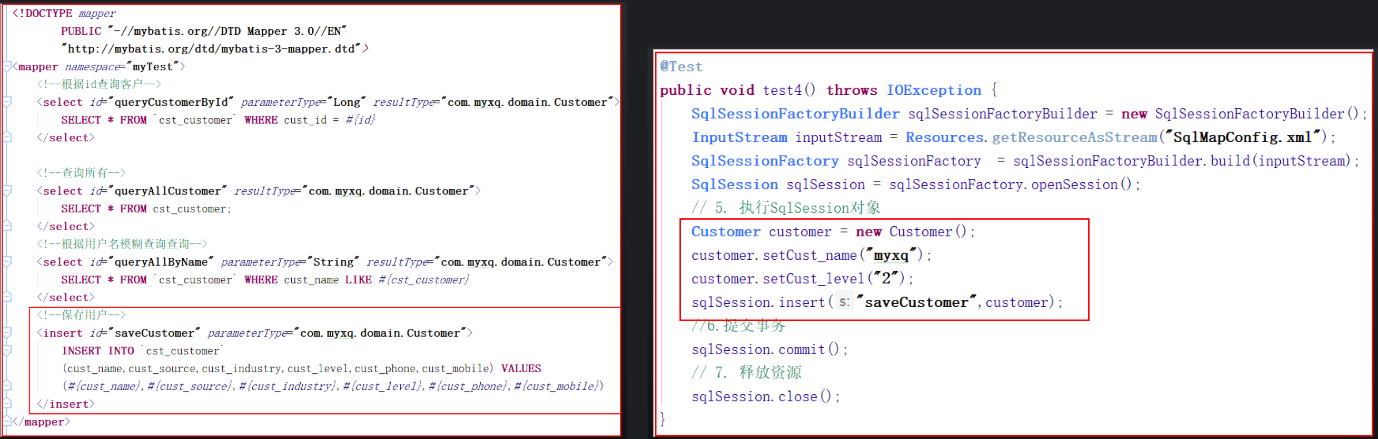 <!DOCTYPE mapper
PUBLIC "-//mybatis.org//DTD Mapper 3.0//EN"
"http://mybatis.org/dtd/mybatis-3-mapper.dtd">
<mapper namespace="myTest">
<!--根据id查询客户-->
<select id="queryCustomerById" parameterType="Long" resultType="com.myxq.domain.Customer">
SELECT * FROM `cst_customer` WHERE cust_id = #{id}
</select>
<!--查询所有-->
<select id="queryAllCustomer" resultType="com.myxq.domain.Customer">
SELECT * FROM cst_customer;
</select>
<!--根据用户名模糊查询查询-->
<select id="queryAllByName" parameterType="String" resultType="com.myxq.domain.Customer">
SELECT * FROM `cst_customer` WHERE cust_name LIKE #{cst_customer}
</select>
<!--保存用户-->
<insert id="saveCustomer" parameterType="com.myxq.domain.Customer">
INSERT INTO `cst_customer`
(cust_name,cust_source,cust_industry,cust_level,cust_phone,cust_mobile) VALUES
(#{cust_name},#{cust_source},#{cust_industry},#{cust_level},#{cust_phone},#{cust_mobile})
</insert>
</mapper>
@Test
public void test4() throws IOException {
SqlSessionFactoryBuilder sqlSessionFactoryBuilder = new SqlSessionFactoryBuilder();
InputStream inputStream = Resources.getResourceAsStream("SqlMapConfig.xml");
SqlSessionFactory sqlSessionFactory = sqlSessionFactoryBuilder.build(inputStream);
SqlSession sqlSession = sqlSessionFactory.openSession();
// 5. 执行SqlSession对象
Customer customer = new Customer();
customer.setCust_name("myxq");
customer.setCust_level("2");
sqlSession.insert( s: "saveCustomer",customer);
//6.提交事务
sqlSession.commit();
// 7. 释放资源
sqlSession.close();
}